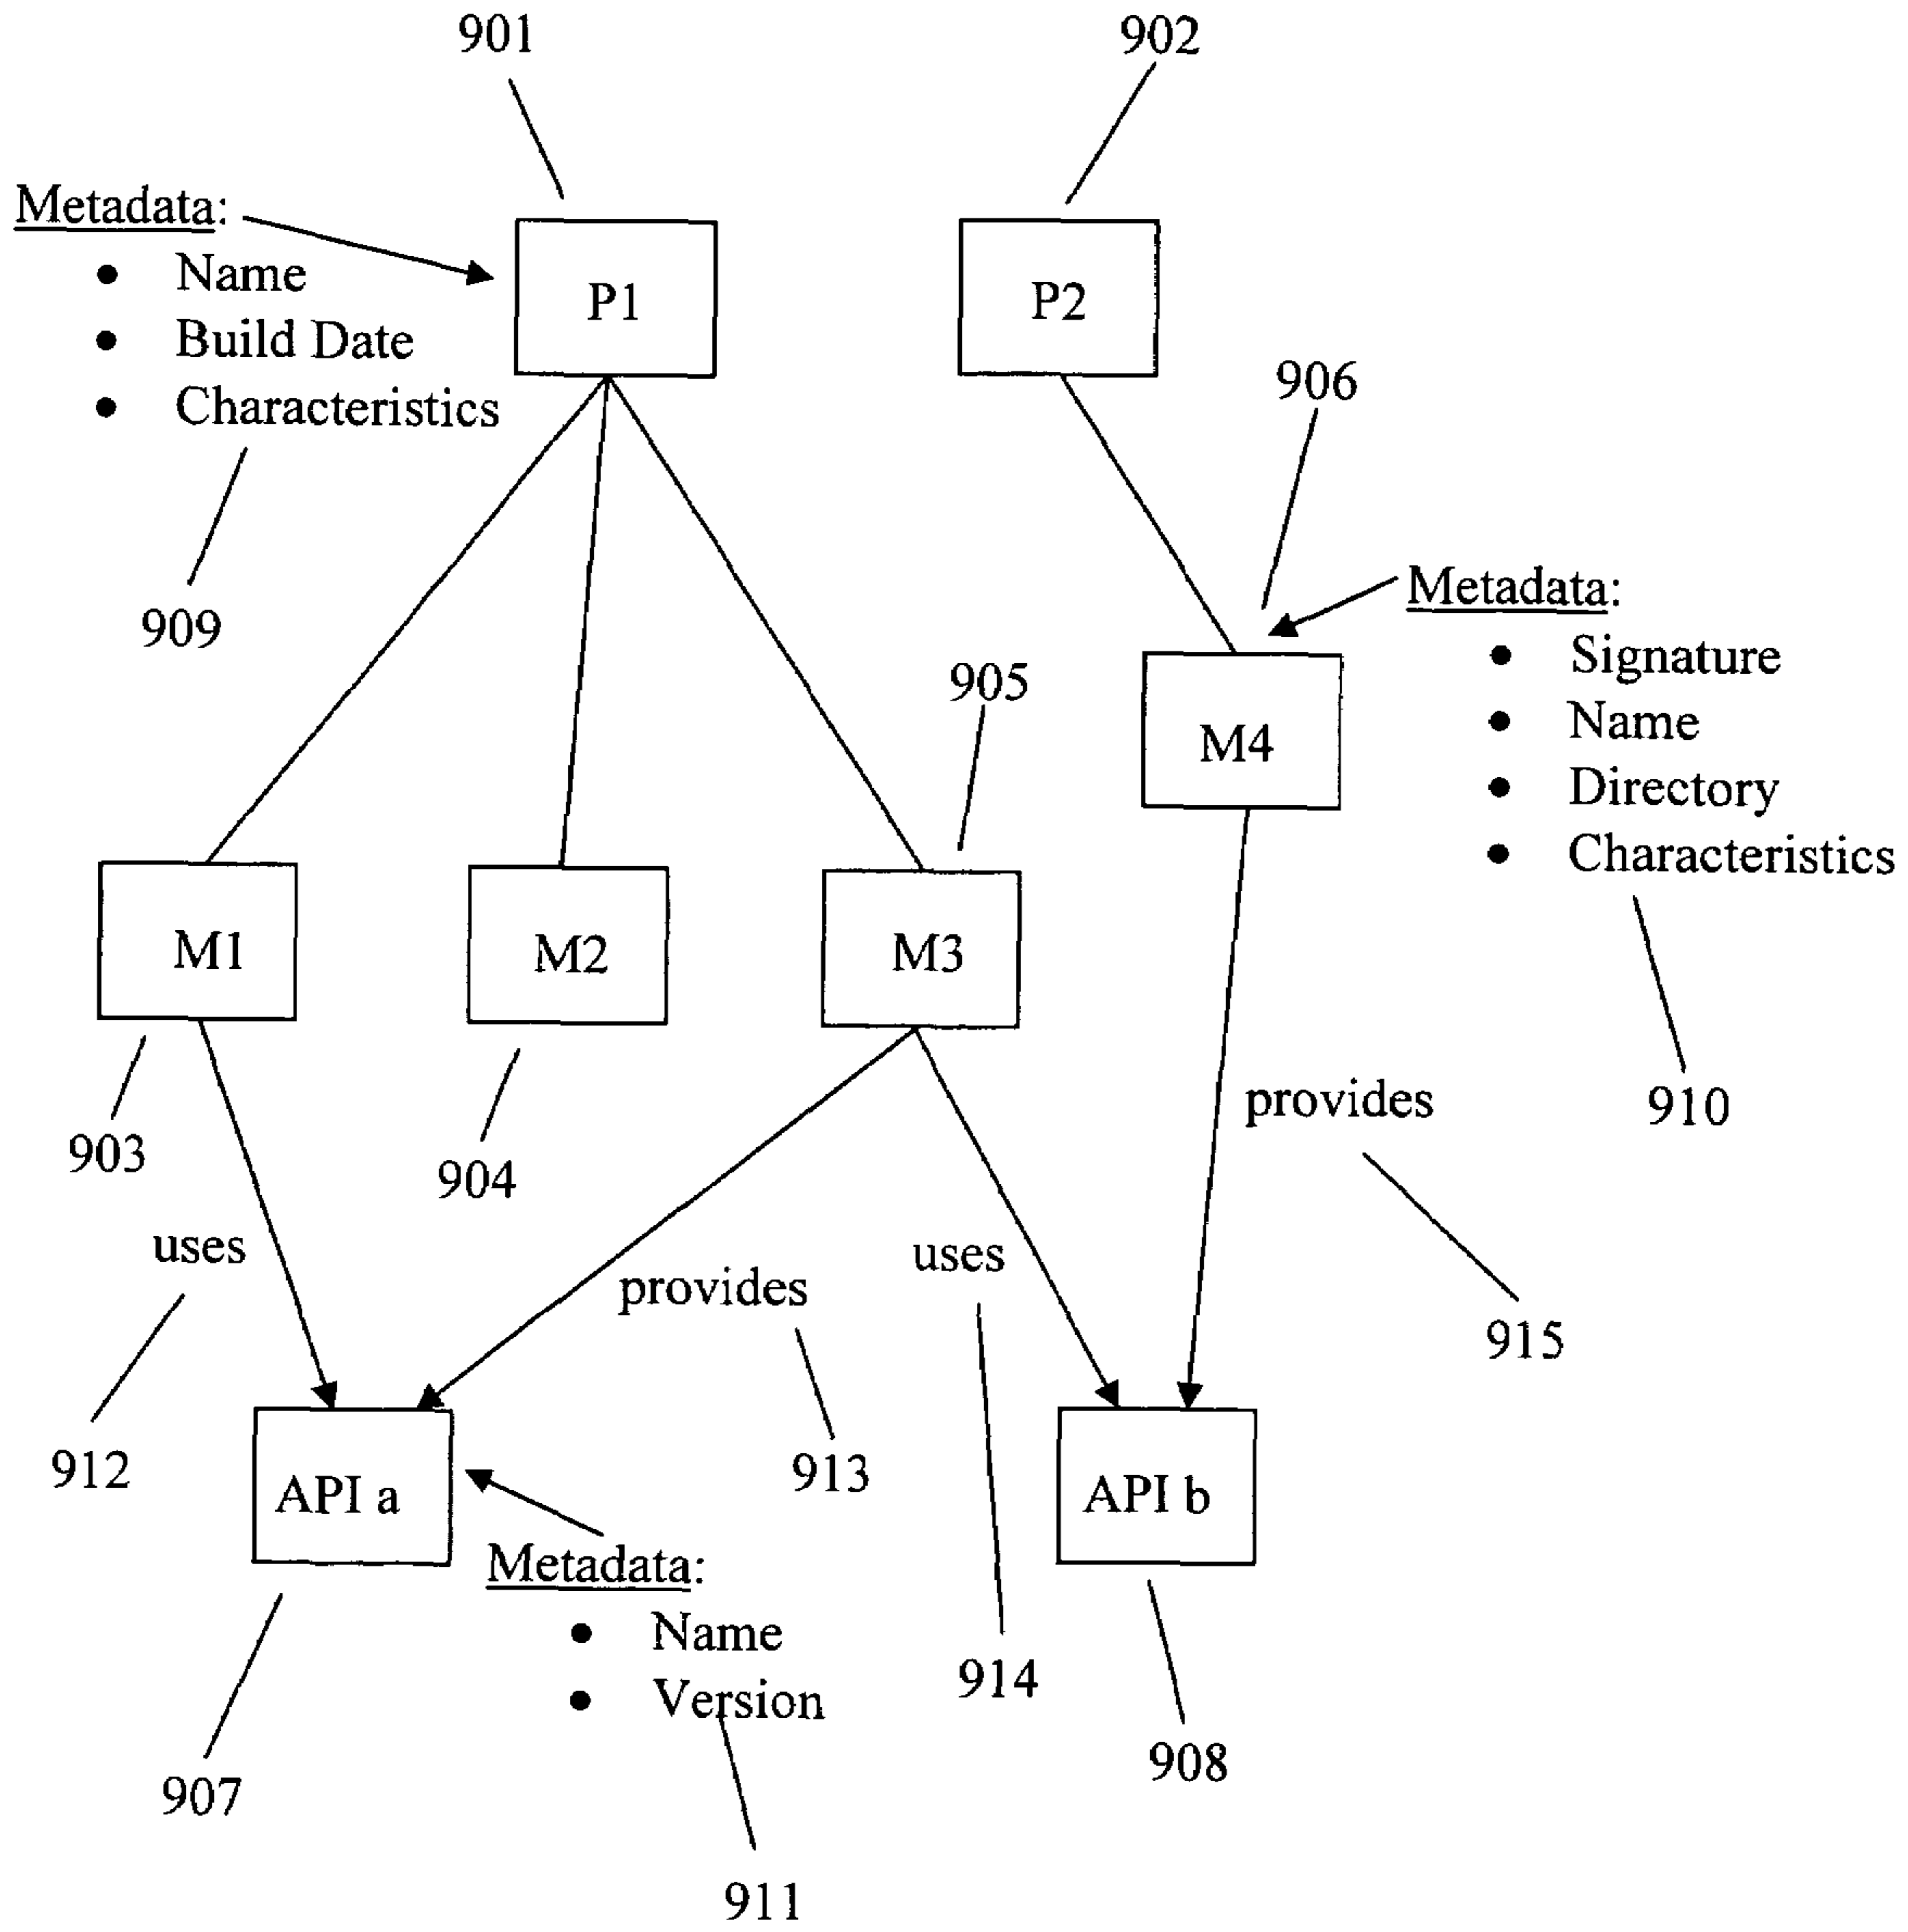 901
902
Metadata:
• Name
• Build Date
• Characteristics
P1
P2
906
909
Metadata:
• Signature
• Name
• Directory
• Characteristics
905
M4
M1
M2
M3
910
provides
903
904
uses
uses
provides
915
912
913
API a
API b
Metadata:
• Name
• Version
914
908
907
911